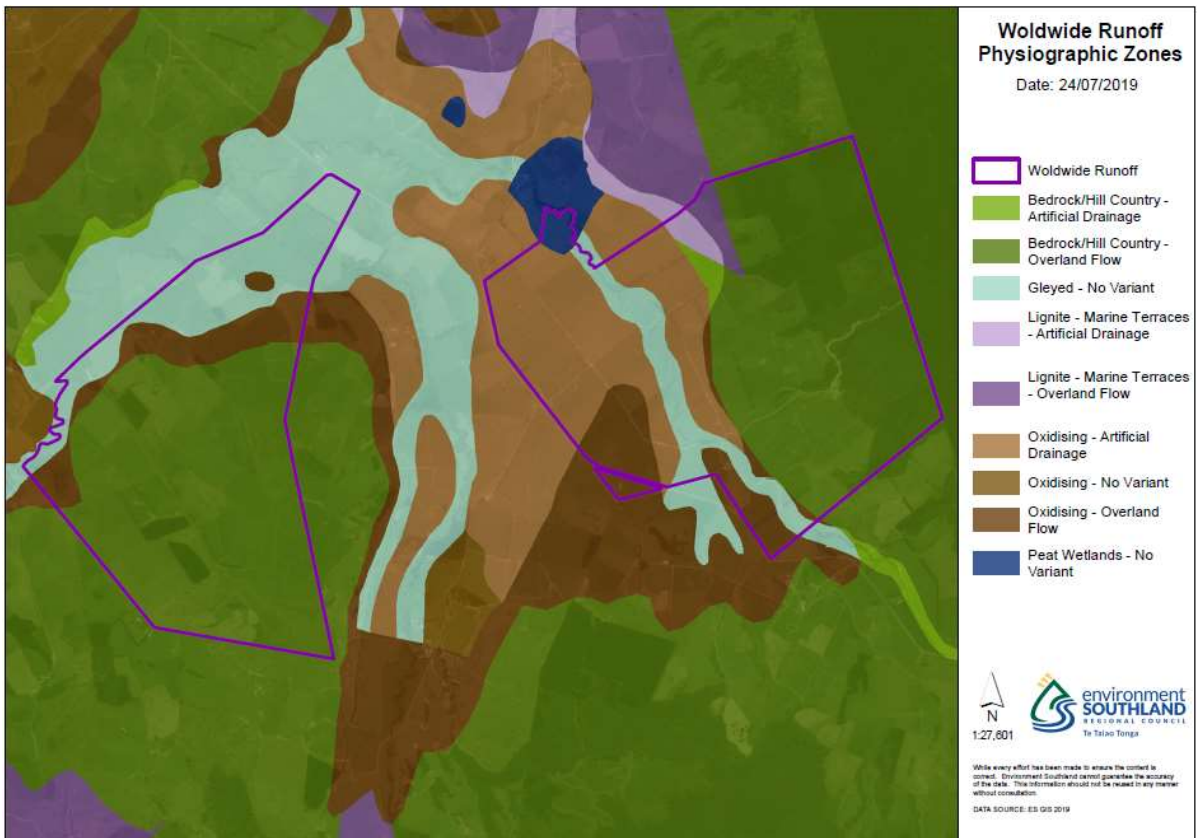 Woldwide Runoff
Physiographic Zones
Date: 24/07/2019
Woldwide Runoff
Bedrock/Hill Country -
Artificial Drainage
Bedrock/Hill Country -
Overland Flow
Gleyed - No Variant
Lignite - Marine Terraces
- Artificial Drainage
Lignite - Marine Terraces
- Overland Flow
Oxidising - Artificial
Drainage
Oxidising - No Variant
Oxidising - Overland
Flow
Peat Wetlands - No
Variant
N
1:27,601
environment
SOUTHLAND
REGIONAL COUNCIL
Te Taiao Tonga
While every effort has been made to ensure the content is
correct. Environment Southland cannot guarantee the accuracy
of the data. This information should not be reused in any manner
without consultation.
DATA SOURCE: ES GIS 2019